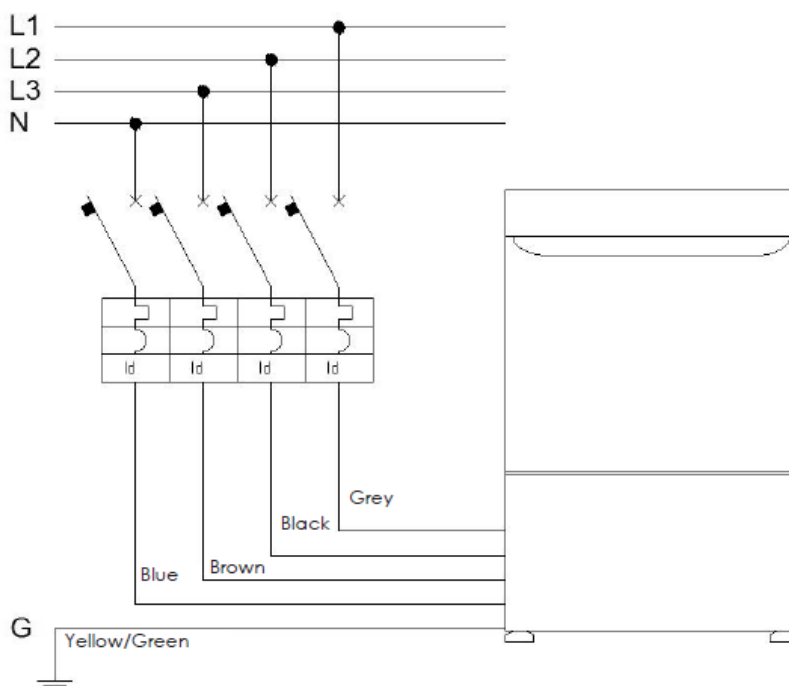 L1
L2
L3
N
Id Id Id Id
Grey
Black
Brown
Blue
G
Yellow/Green